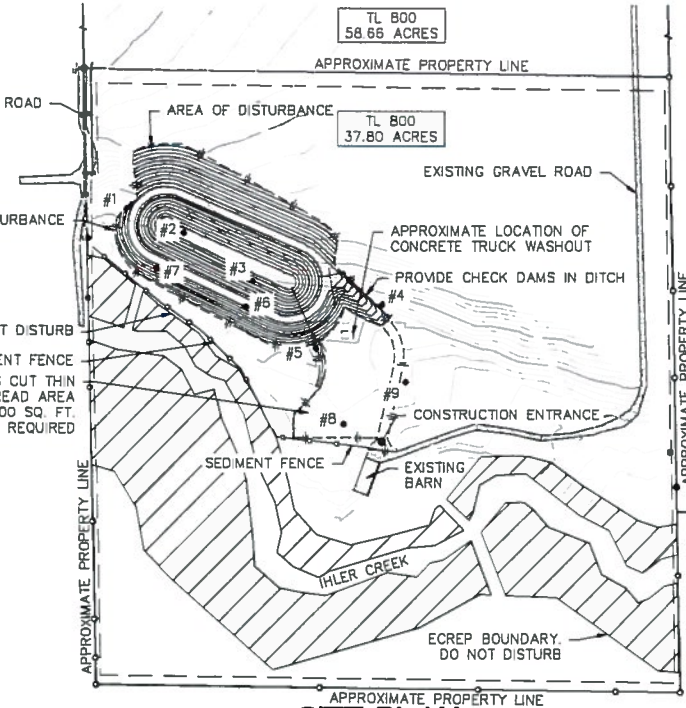 TL 800
58.66 ACRES
APPROXIMATE PROPERTY LINE
ROAD
AREA OF DISTURBANCE
TL 800
37.80 ACRES
EXISTING GRAVEL ROAD
#1
URBANCE
#2
APPROXIMATE LOCATION OF
CONCRETE TRUCK WASHOUT
#7
#3
PROVIDE CHECK DAMS IN DITCH
#6
#4
T DISTURB
#5
ENT FENCE
CUT THIN
READ AREA
00 SQ. FT.
REQUIRED
#9
#8
CONSTRUCTION ENTRANCE
SEDIMENT FENCE
EXISTING
BARN
APPROXIMATE PROPERTY LINE
APPROXIMATE PROPERTY LINE
IHLER CREEK
ECREP BOUNDARY.
DO NOT DISTURB
APPROXIMATE PROPERTY LINE